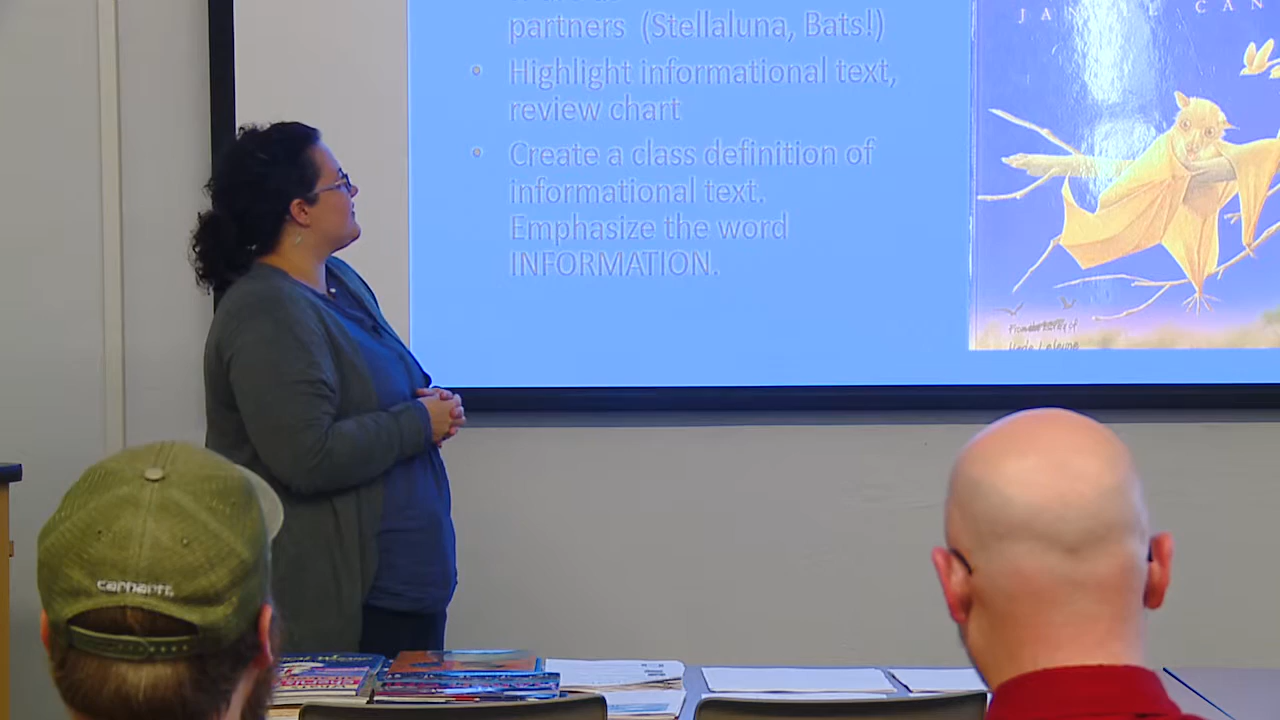 partners (Stellaluna, Bats!)
Highlight informational text,
review chart
Create a class definition of
informational text.
Emphasize the word
INFORMATION.
CAN
carhartt.